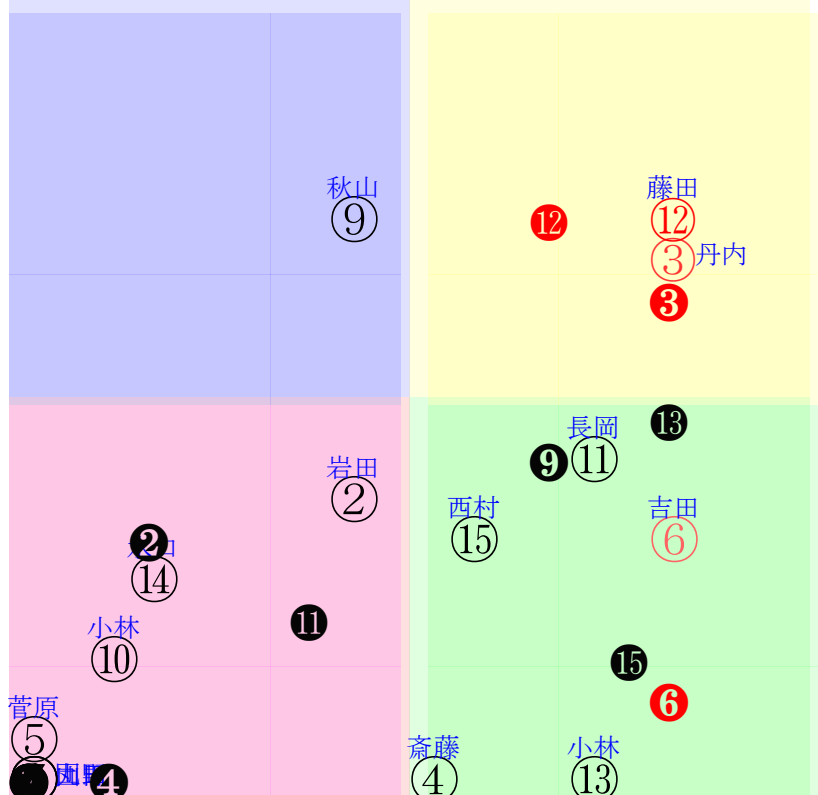 秋山
⑨
藤田
⓬
⑫
③丹内
❸
長岡
⓭
❾
⑪
岩田
②
西村
⑮
吉田
⑥
❷
⑭
小林
⑩
⓫
⓯
❻
菅原
⑤
斎藤
④
小林
⑬
❹